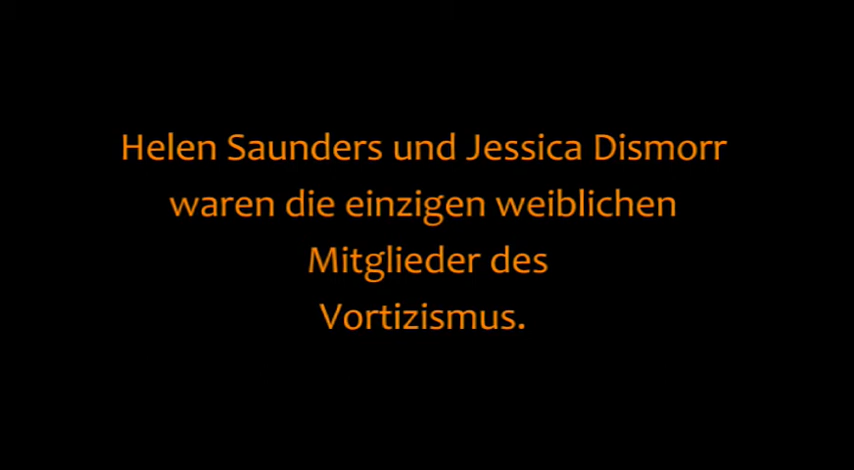 Helen Saunders und Jessica Dismorr
waren die einzigen weiblichen
Mitglieder des
Vortizismus.